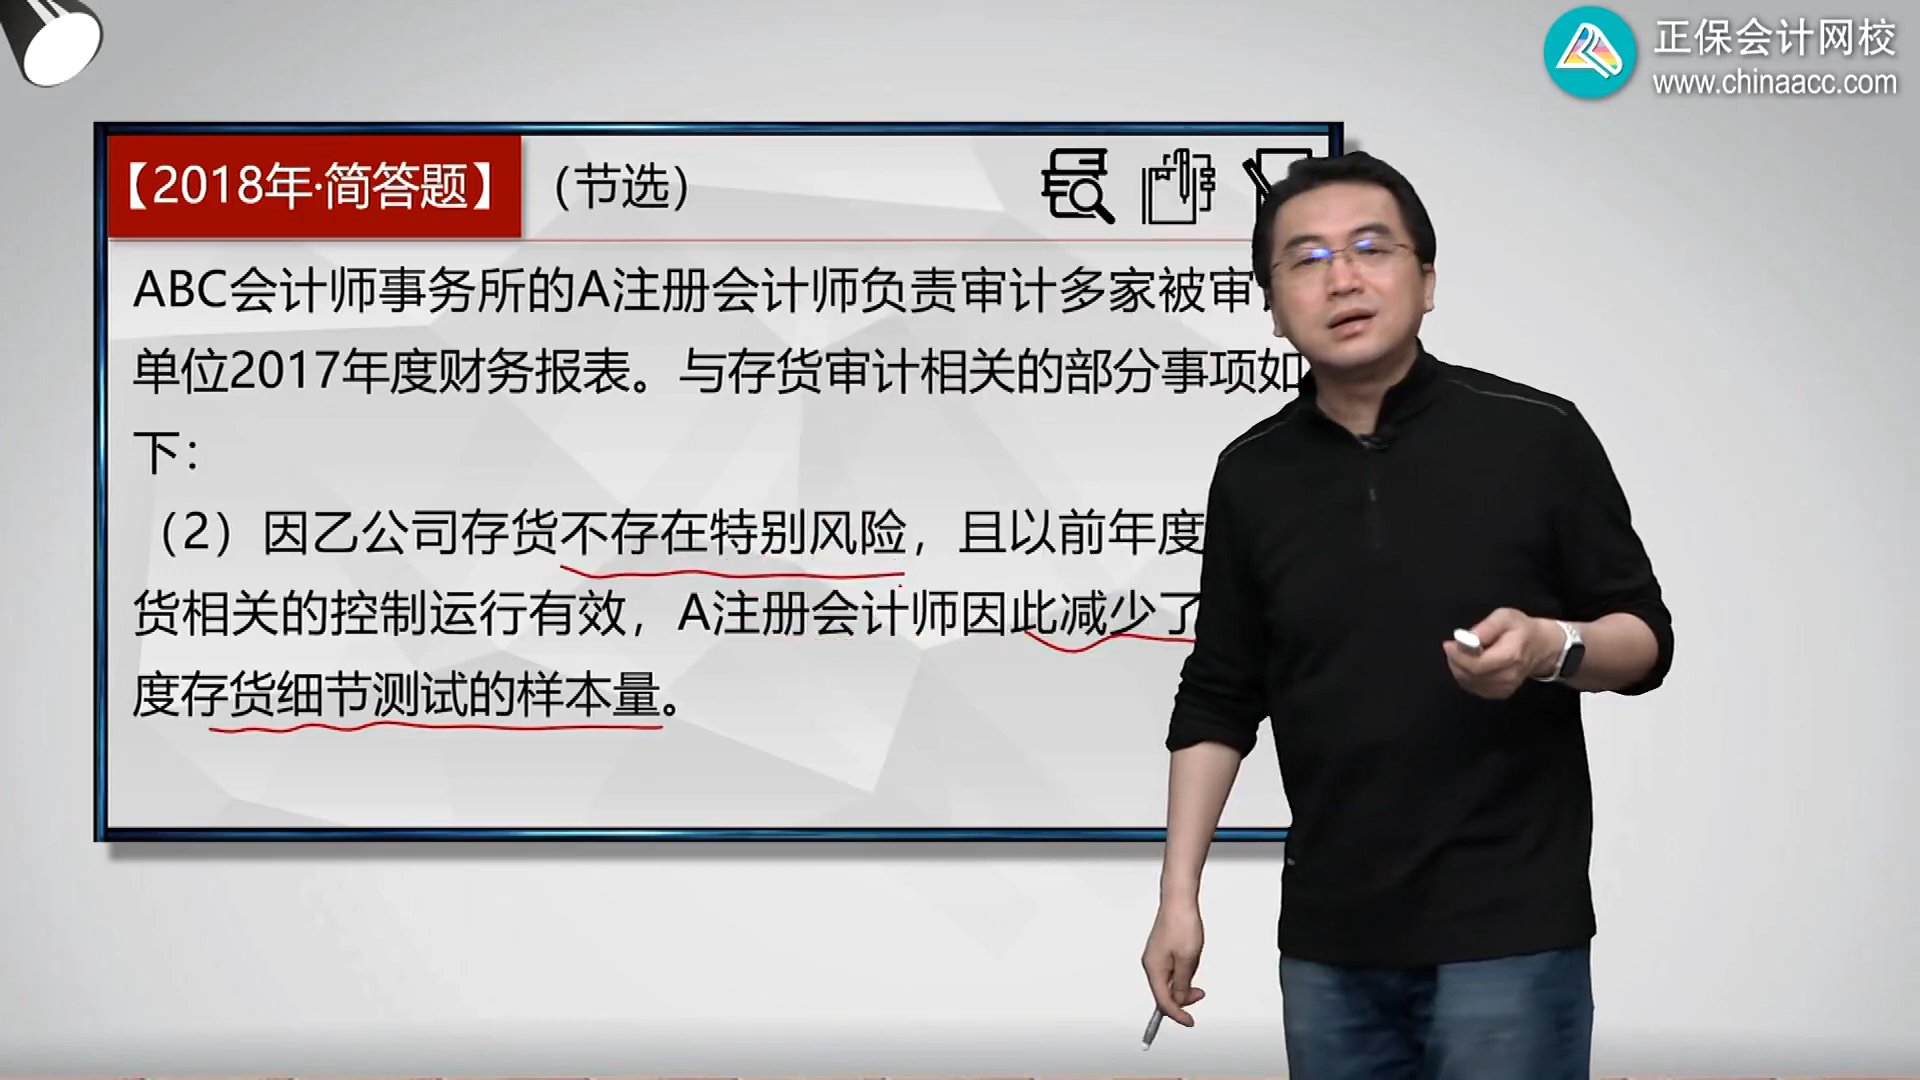 正保会计网校
www.chinaacc.com
【2018年·简答题】（节选）
ABC会计师事务所的A注册会计师负责审计多家被审
单位2017年度财务报表。与存货审计相关的部分事项如
下：
（2）因乙公司存货不存在特别风险，且以前年度
货相关的控制运行有效，A注册会计师因此减少了
度存货细节测试的样本量。